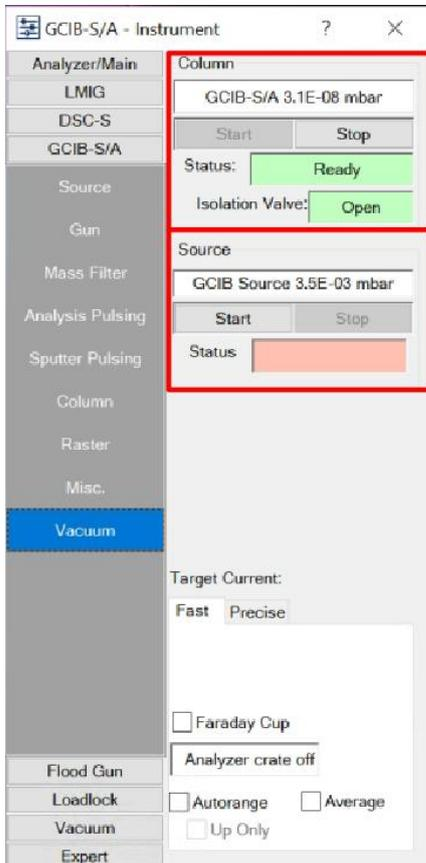 GCIB-S/A - Instrument ? ×
Analyzer/Main
LMIG
DSC-S
GCIB-S/A
Source
Gun
Mass Filter
Analysis Pulsing
Sputter Pulsing
Column
Raster
Misc.
Vacuum
Flood Gun
Loadlock
Vacuum
Expert
Column
GCIB-S/A 3.1E-08 mbar
Start Stop
Status: Ready
Isolation Valve: Open
Source
GCIB Source 3.5E-03 mbar
Start Stop
Status
Target Current:
Fast Precise
Faraday Cup
Analyzer crate off
Autorange Average
Up Only